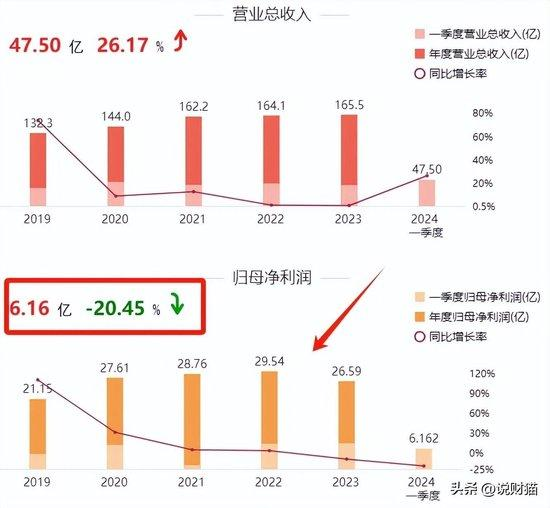 营业总收入
47.50 亿 26.17 %
一季度营业总收入(亿)
年度营业总收入(亿)
同比增长率
132.3
144.0
162.2
164.1
165.5
47.50
80%
20%
0.5%
2019
2020
2021
2022
2023
2024
一季度
归母净利润
6.16 亿 -20.45 %
一季度归母净利润(亿)
年度归母净利润(亿)
同比增长率
21.15
27.61
28.76
29.54
26.59
6.162
120%
90%
60%
30%
0%
-25%
2019
2020
2021
2022
2023
2024
一季度
头条 @说财猫